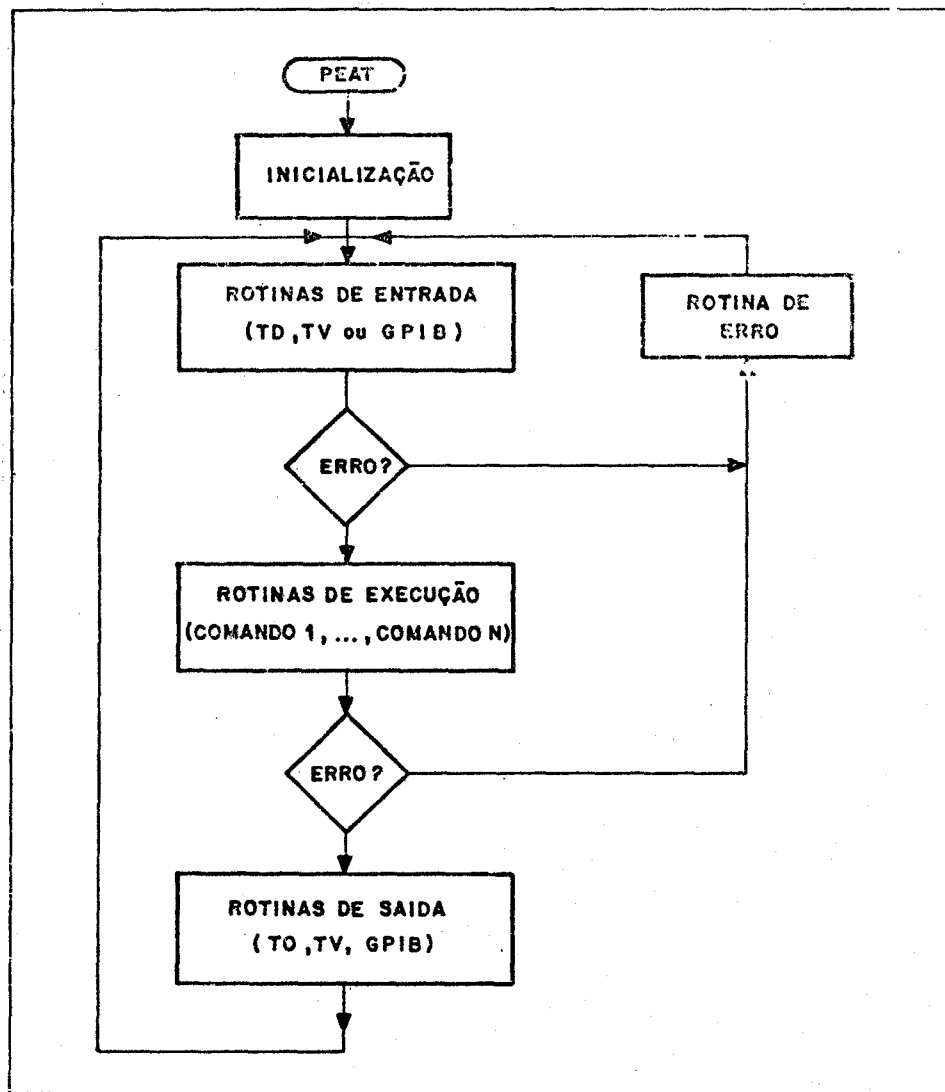 PEAT
INICIALIZAÇÃO
ROTINAS DE ENTRADA
(TD,TV ou GPIB)
ROTINA DE
ERRO
ERRO?
ROTINAS DE EXECUÇÃO
(COMANDO 1, ..., COMANDO N)
ERRO?
ROTINAS DE SAIDA
(TO,TV, GPIB)